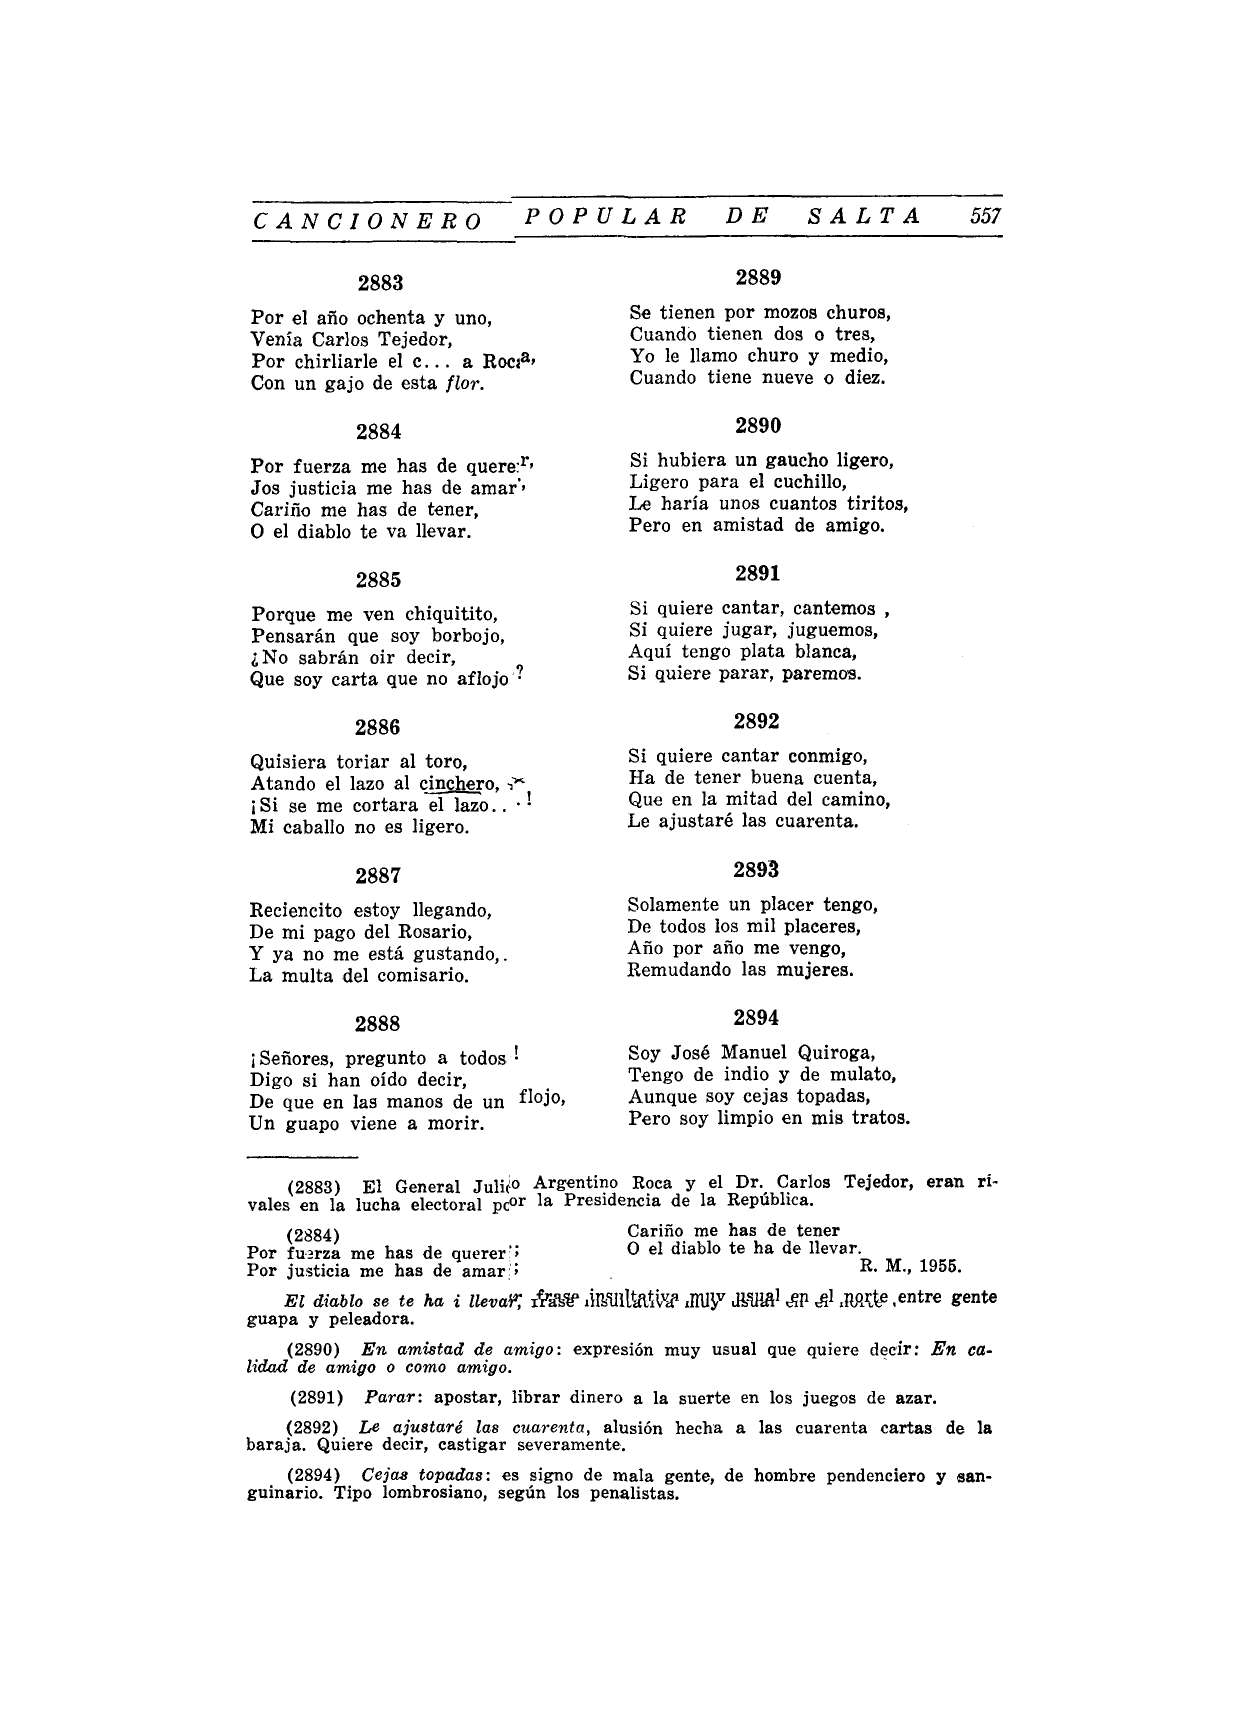 CANCIONERO POPULAR DE SALTA 557
2883
Por el año ochenta y uno,
Venía Carlos Tejedor,
Por chirliarle el c... a Roca,
Con un gajo de esta flor.
2884
Por fuerza me has de querer,
Jos justicia me has de amar,
Cariño me has de tener,
O el diablo te va llevar.
2885
Porque me ven chiquitito,
Pensarán que soy borbojo,
¿No sabrán oir decir,
Que soy carta que no aflojo?
2886
Quisiera toriar al toro,
Atando el lazo al cinchero,
¡Si se me cortara el lazo...!
Mi caballo no es ligero.
2887
Reciencito estoy llegando,
De mi pago del Rosario,
Y ya no me está gustando,.
La multa del comisario.
2888
¡Señores, pregunto a todos!
Digo si han oído decir,
De que en las manos de un flojo,
Un guapo viene a morir.
2889
Se tienen por mozos churos,
Cuando tienen dos o tres,
Yo le llamo churo y medio,
Cuando tiene nueve o diez.
2890
Si hubiera un gaucho ligero,
Ligero para el cuchillo,
Le haría unos cuantos tiritos,
Pero en amistad de amigo.
2891
Si quiere cantar, cantemos ,
Si quiere jugar, juguemos,
Aquí tengo plata blanca,
Si quiere parar, paremos.
2892
Si quiere cantar conmigo,
Ha de tener buena cuenta,
Que en la mitad del camino,
Le ajustaré las cuarenta.
2893
Solamente un placer tengo,
De todos los mil placeres,
Año por año me vengo,
Remudando las mujeres.
2894
Soy José Manuel Quiroga,
Tengo de indio y de mulato,
Aunque soy cejas topadas,
Pero soy limpio en mis tratos.
(2883) El General Julio Argentino Roca y el Dr. Carlos Tejedor, eran rí-
vales en la lucha electoral por la Presidencia de la República.
(2884)
Por fuerza me has de querer;
Por justicia me has de amar;
Cariño me has de tener
O el diablo te ha de llevar.
R. M., 1955.
El diablo se te ha i llevar; frase insultativa muy usual en el norte, entre gente
guapa y peleadora.
(2890) En amistad de amigo: expresión muy usual que quiere decir: En ca-
lidad de amigo o como amigo.
(2891) Parar: apostar, librar dinero a la suerte en los juegos de azar.
(2892) Le ajustaré las cuarenta, alusión hecha a las cuarenta cartas de la
baraja. Quiere decir, castigar severamente.
(2894) Cejas topadas: es signo de mala gente, de hombre pendenciero y san-
guinario. Tipo lombrosiano, según los penalistas.